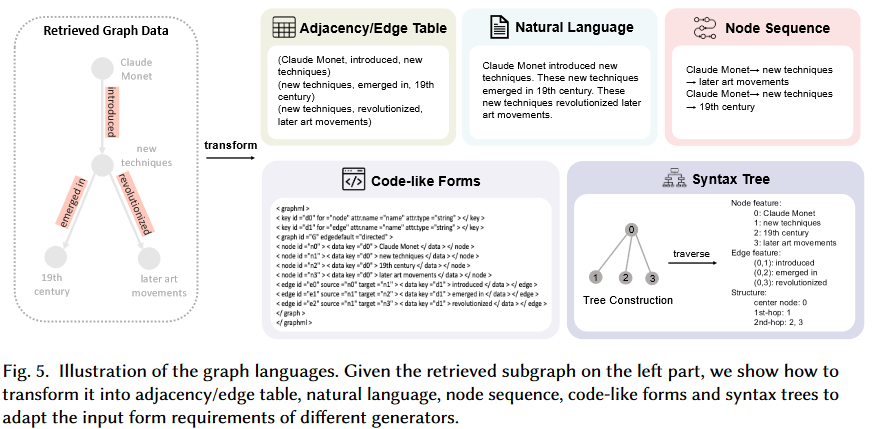 Retrieved Graph Data
Claude
Monet
introduced
new
techniques
emerged in
revolutionized
19th
century
later art
movements
transform
Adjacency/Edge Table
(Claude Monet, introduced, new
techniques)
(new techniques, emerged in, 19th
century)
(new techniques, revolutionized,
later art movements)
Natural Language
Claude Monet introduced new
techniques. These new techniques
emerged in 19th century. These
new techniques revolutionized later
art movements.
Node Sequence
Claude Monet→ new techniques
→ later art movements
Claude Monet→ new techniques
→ 19th century
Code-like Forms
< graphml >
< key id ="d0" for ="node" attr.name ="name" attr.type ="string" > </ key >
< key id ="d1" for ="edge" attr.name ="name" attr.type ="string" > </ key >
< graph id ="G" edgedefault ="directed" >
< node id ="n0" > < data key ="d0" > Claude Monet </ data > </ node >
< node id ="n1" > < data key ="d0" > new techniques </ data > </ node >
< node id ="n2" > < data key ="d0" > 19th century </ data > </ node >
< node id ="n3" > < data key ="d0" > later art movements </ data > </ node >
< edge id ="e0" source ="n0" target ="n1" > < data key ="d1" > introduced </ data > </ edge >
< edge id ="e1" source ="n1" target ="n2" > < data key ="d1" > emerged in </ data > </ edge >
< edge id ="e2" source ="n1" target ="n3" > < data key ="d1" > revolutionized </ data > </ edge >
</ graph >
</ graphml >
Syntax Tree
0
1
2
3
Tree Construction
traverse
Node feature:
0: Claude Monet
1: new techniques
2: 19th century
3: later art movements
Edge feature:
(0,1): introduced
(0,2): emerged in
(0,3): revolutionized
Structure:
center node: 0
1st-hop: 1
2nd-hop: 2, 3
Fig. 5. Illustration of the graph languages. Given the retrieved subgraph on the left part, we show how to
transform it into adjacency/edge table, natural language, node sequence, code-like forms and syntax trees to
adapt the input form requirements of different generators.